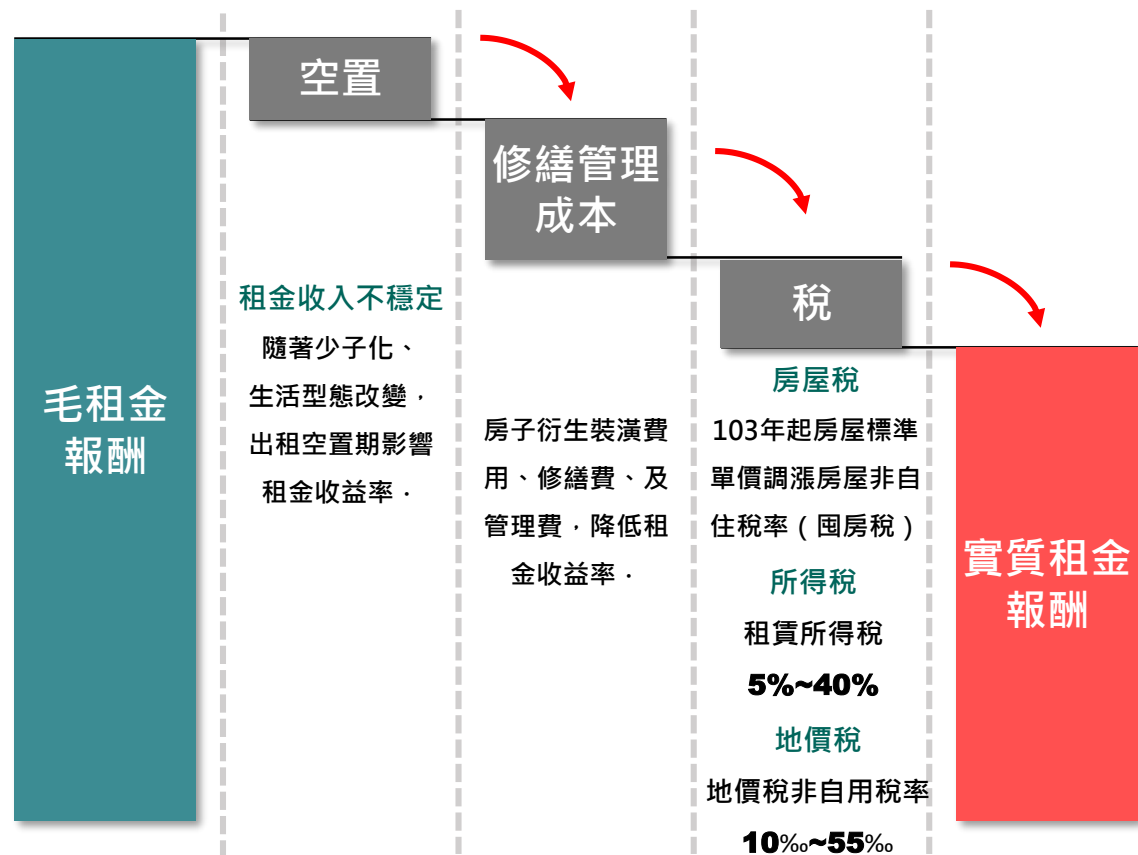 毛租金
報酬
空置
租金收入不穩定
隨著少子化、
生活型態改變，
出租空置期影響
租金收益率．
修繕管理
成本
房子衍生裝潢費
用、修繕費、及
管理費，降低租
金收益率．
稅
房屋稅
103年起房屋標準
單價調漲房屋非自
住稅率（囤房稅）
所得稅
租賃所得稅
5%~40%
地價稅
地價稅非自用稅率
10‰~55‰
實質租金
報酬